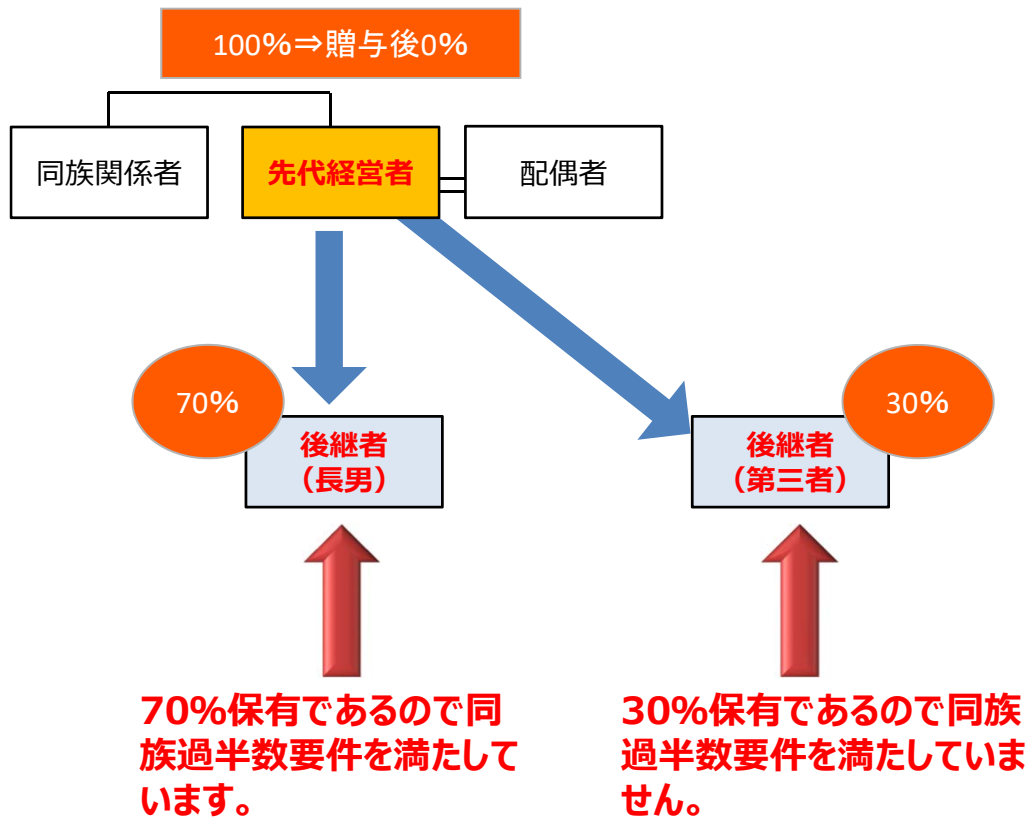 100%⇒贈与後0%
同族関係者
先代経営者
配偶者
70%
30%
後継者
（長男）
後継者
（第三者）
70%保有であるので同
族過半数要件を満たして
います。
30%保有であるので同族
過半数要件を満たしていま
せん。